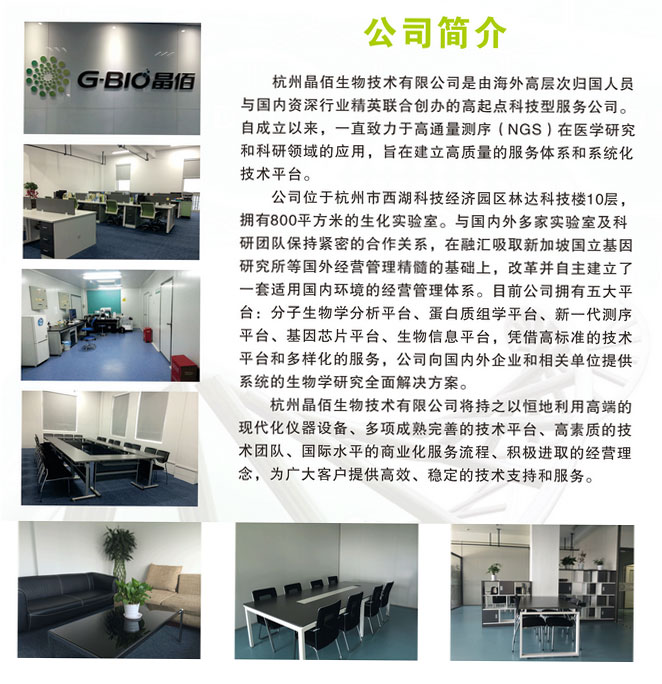 公司简介
G-BIO 晶佰
杭州晶佰生物技术有限公司是由海外高层次归国人员
与国内资深行业精英联合创办的高起点科技型服务公司。
自成立以来，一直致力于高通量测序（NGS）在医学研究
和科研领域的应用，旨在建立高质量的服务体系和系统化
技术平台。
公司位于杭州市西湖科技经济园区林达科技楼10层，
拥有800平方米的生化实验室。与国内外多家实验室及科
研团队保持紧密的合作关系，在融汇吸取新加坡国立基因
研究所等国外经营管理精髓的基础上，改革并自主建立了
一套适用国内环境的经营管理体系。目前公司拥有五大平
台：分子生物学分析平台、蛋白质组学平台、新一代测序
平台、基因芯片平台、生物信息平台，凭借高标准的技术
平台和多样化的服务，公司向国内外企业和相关单位提供
系统的生物学研究全面解决方案。
杭州晶佰生物技术有限公司将持之以恒地利用高端的
现代化仪器设备、多项成熟完善的技术平台、高素质的技
术团队、国际水平的商业化服务流程、积极进取的经营理
念，为广大客户提供高效、稳定的技术支持和服务。